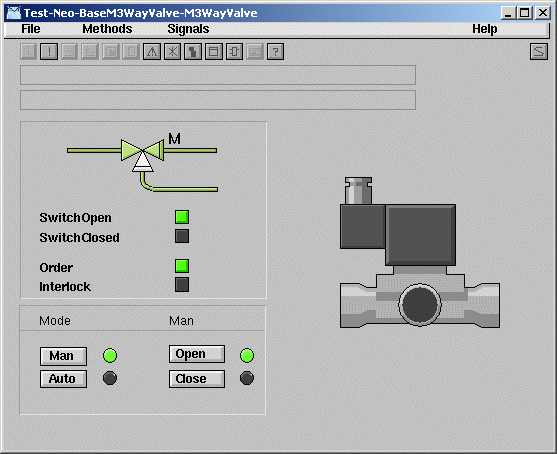 Test-Neo-BaseM3WayValve-M3WayValve
File Methods Signals Help
! ?
M
SwitchOpen
SwitchClosed
Order
Interlock
Mode Man
Man Open
Auto Close